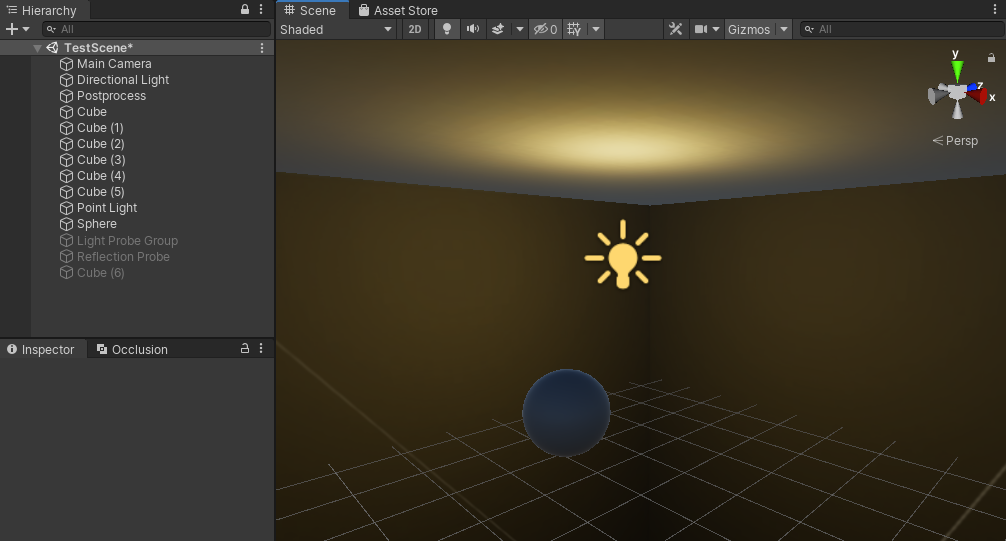 Hierarchy
All
TestScene*
Main Camera
Directional Light
Postprocess
Cube
Cube (1)
Cube (2)
Cube (3)
Cube (4)
Cube (5)
Point Light
Sphere
Light Probe Group
Reflection Probe
Cube (6)
Inspector
Occlusion
Scene
Asset Store
Shaded
2D
0
Gizmos
All
y
z
x
Persp